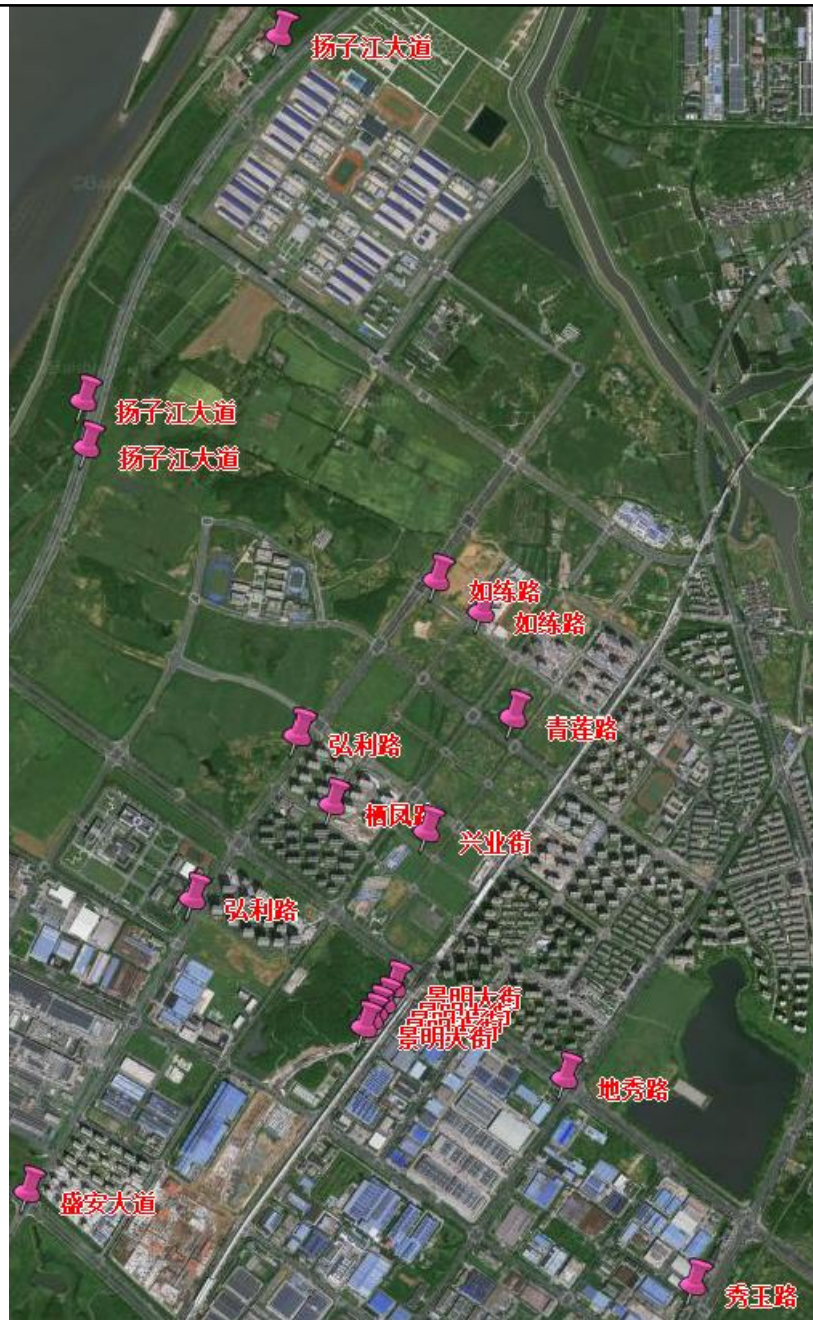 扬子江大道
扬子江大道
扬子江大道
如练路
如练路
青莲路
弘利路
栖凤路
兴业街
弘利路
景明大街
景明大街
地秀路
盛安大道
秀玉路